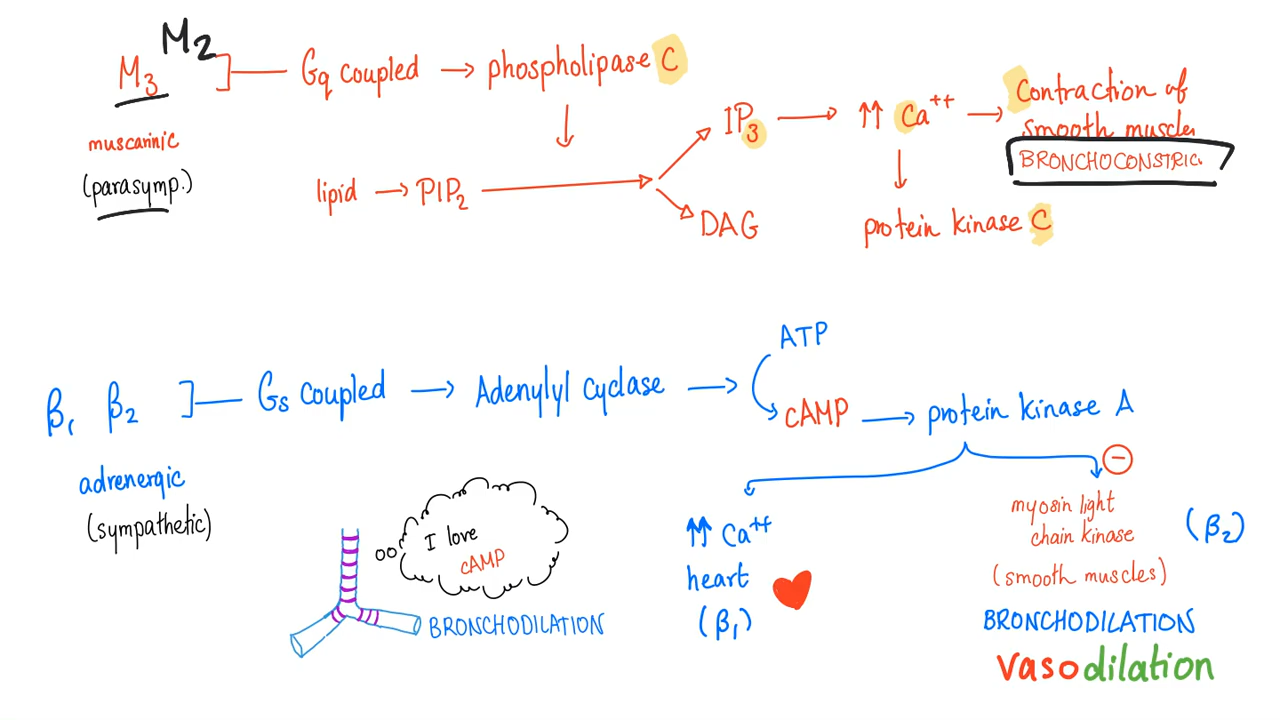 M2
M3 ] Gq coupled → phospholipase C
muscarinic
(parasymp.)
lipid → PIP2
IP3 → ↑↑ Ca++ → Contraction of
smooth muscles
BRONCHOCONSTRIC.
DAG
protein kinase C
β1 β2 ] Gs coupled → Adenylyl cyclase →
ATP
cAMP → protein kinase A
adrenergic
(sympathetic)
I love
cAMP
BRONCHODILATION
↑↑ Ca++
heart
(β1)
−
myosin light
chain kinase
(smooth muscles)
(β2)
BRONCHODILATION
vasodilation